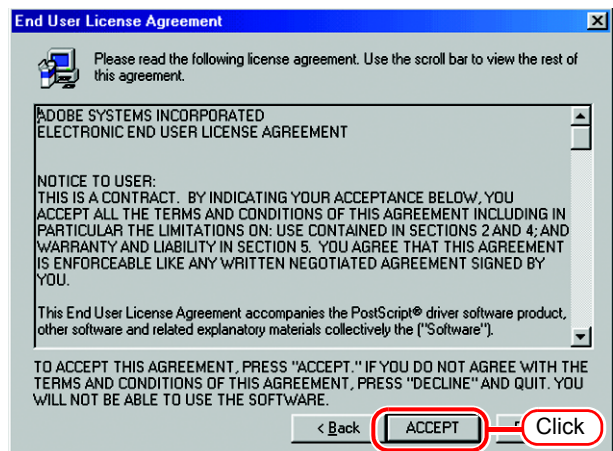 End User License Agreement
Please read the following license agreement. Use the scroll bar to view the rest of
this agreement.
ADOBE SYSTEMS INCORPORATED
ELECTRONIC END USER LICENSE AGREEMENT
NOTICE TO USER:
THIS IS A CONTRACT. BY INDICATING YOUR ACCEPTANCE BELOW, YOU
ACCEPT ALL THE TERMS AND CONDITIONS OF THIS AGREEMENT INCLUDING IN
PARTICULAR THE LIMITATIONS ON: USE CONTAINED IN SECTIONS 2 AND 4; AND
WARRANTY AND LIABILITY IN SECTION 5. YOU AGREE THAT THIS AGREEMENT
IS ENFORCEABLE LIKE ANY WRITTEN NEGOTIATED AGREEMENT SIGNED BY
YOU.
This End User License Agreement accompanies the PostScript® driver software product,
other software and related explanatory materials collectively the ("Software").
TO ACCEPT THIS AGREEMENT, PRESS "ACCEPT." IF YOU DO NOT AGREE WITH THE
TERMS AND CONDITIONS OF THIS AGREEMENT, PRESS "DECLINE" AND QUIT. YOU
WILL NOT BE ABLE TO USE THE SOFTWARE.
< Back ACCEPT Click